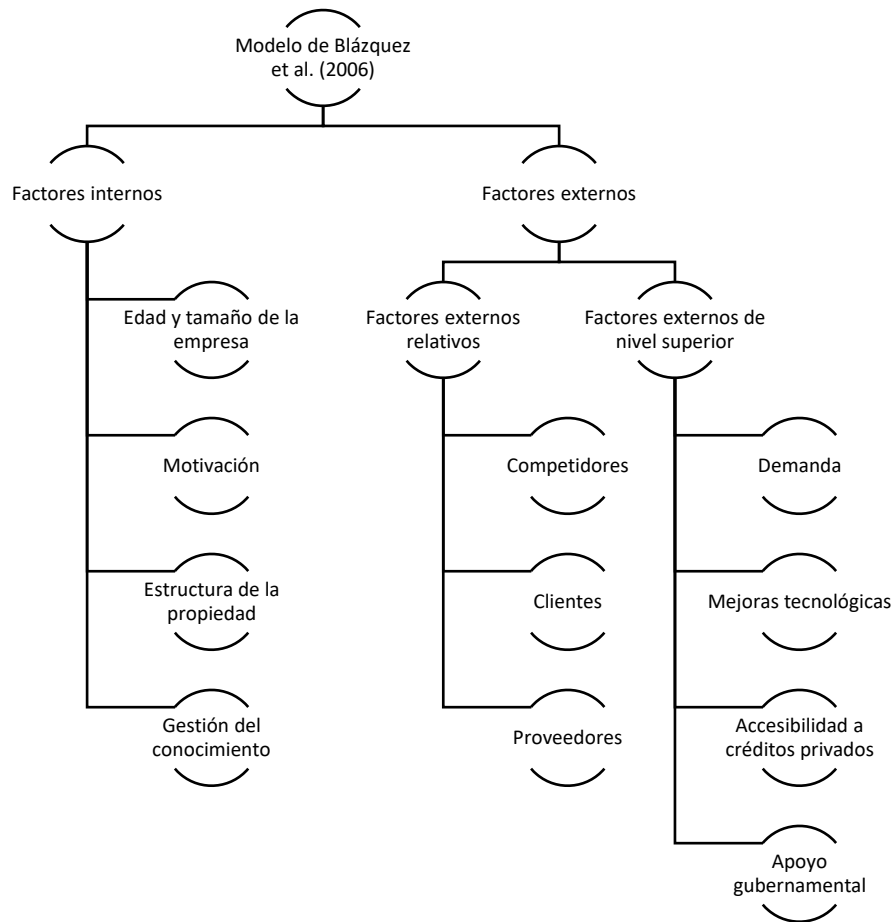 Modelo de Blázquez
et al. (2006)
Factores internos
Factores externos
Edad y tamaño de la
empresa
Motivación
Estructura de la
propiedad
Gestión del
conocimiento
Factores externos
relativos
Competidores
Clientes
Proveedores
Factores externos de
nivel superior
Demanda
Mejoras tecnológicas
Accesibilidad a
créditos privados
Apoyo
gubernamental